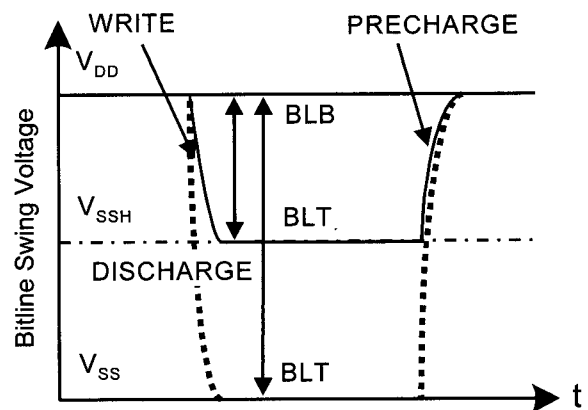 WRITE
PRECHARGE
V_DD
BLB
V_SSH
BLT
DISCHARGE
V_SS
BLT
t
Bitline Swing Voltage